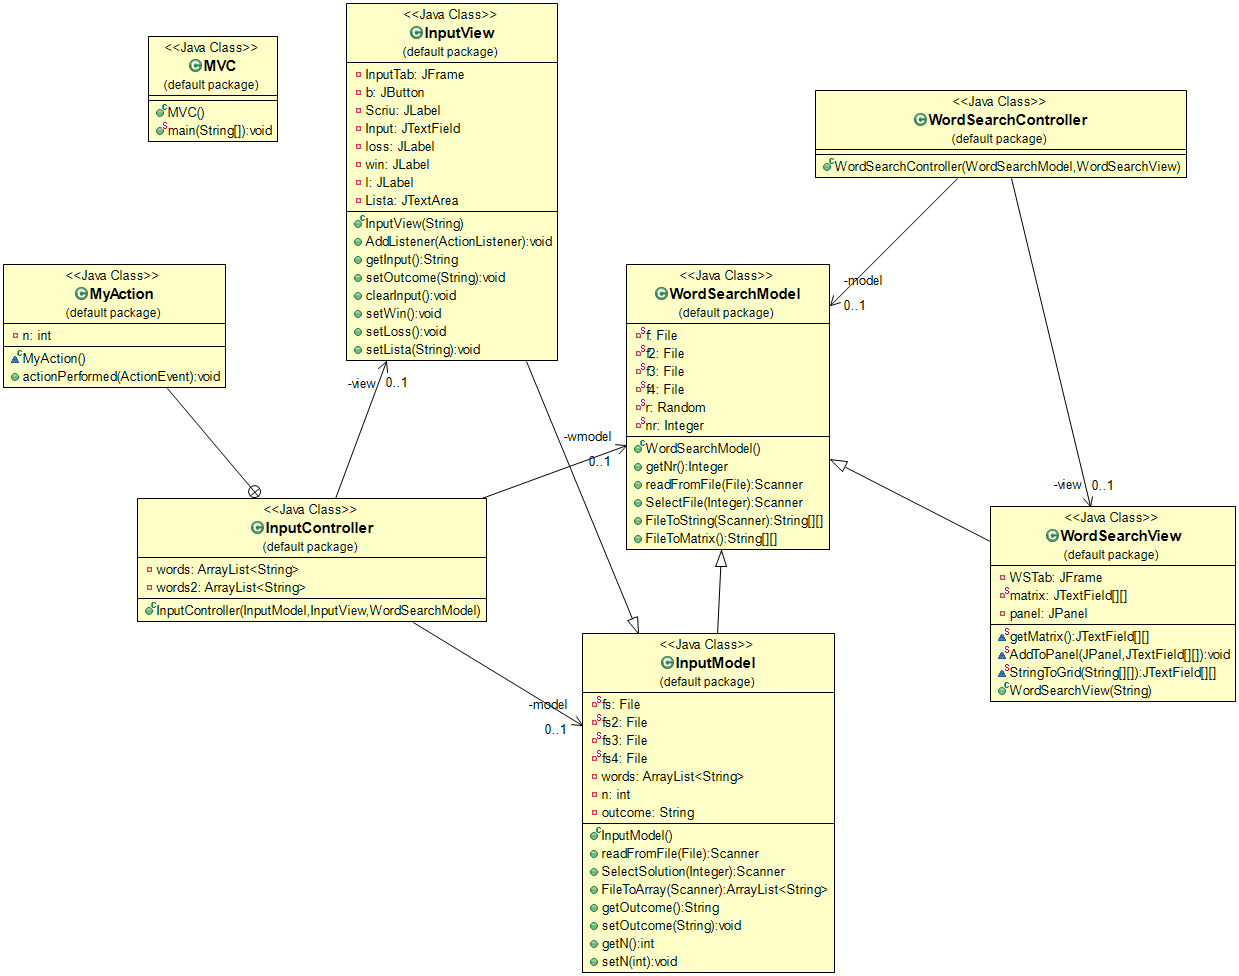 <<Java Class>>
MVC
(default package)
MVC()
main(String[]):void
<<Java Class>>
InputView
(default package)
InputTab: JFrame
b: JButton
Scriu: JLabel
Input: JTextField
loss: JLabel
win: JLabel
l: JLabel
Lista: JTextArea
InputView(String)
AddListener(ActionListener):void
getInput():String
setOutcome(String):void
clearInput():void
setWin():void
setLoss():void
setLista(String):void
<<Java Class>>
WordSearchController
(default package)
WordSearchController(WordSearchModel,WordSearchView)
<<Java Class>>
MyAction
(default package)
n: int
MyAction()
actionPerformed(ActionEvent):void
<<Java Class>>
WordSearchModel
(default package)
f: File
f2: File
f3: File
f4: File
r: Random
nr: Integer
WordSearchModel()
getNr():Integer
readFromFile(File):Scanner
SelectFile(Integer):Scanner
FileToString(Scanner):String[][]
FileToMatrix():String[][]
-model
0..1
-view
0..1
-wmodel
0..1
-view
0..1
<<Java Class>>
InputController
(default package)
words: ArrayList<String>
words2: ArrayList<String>
InputController(InputModel,InputView,WordSearchModel)
<<Java Class>>
WordSearchView
(default package)
WSTab: JFrame
matrix: JTextField[][]
panel: JPanel
getMatrix():JTextField[][]
AddToPanel(JPanel,JTextField[][]):void
StringToGrid(String[][]):JTextField[][]
WordSearchView(String)
-model
0..1
<<Java Class>>
InputModel
(default package)
fs: File
fs2: File
fs3: File
fs4: File
words: ArrayList<String>
n: int
outcome: String
InputModel()
readFromFile(File):Scanner
SelectSolution(Integer):Scanner
FileToArray(Scanner):ArrayList<String>
getOutcome():String
setOutcome(String):void
getN():int
setN(int):void